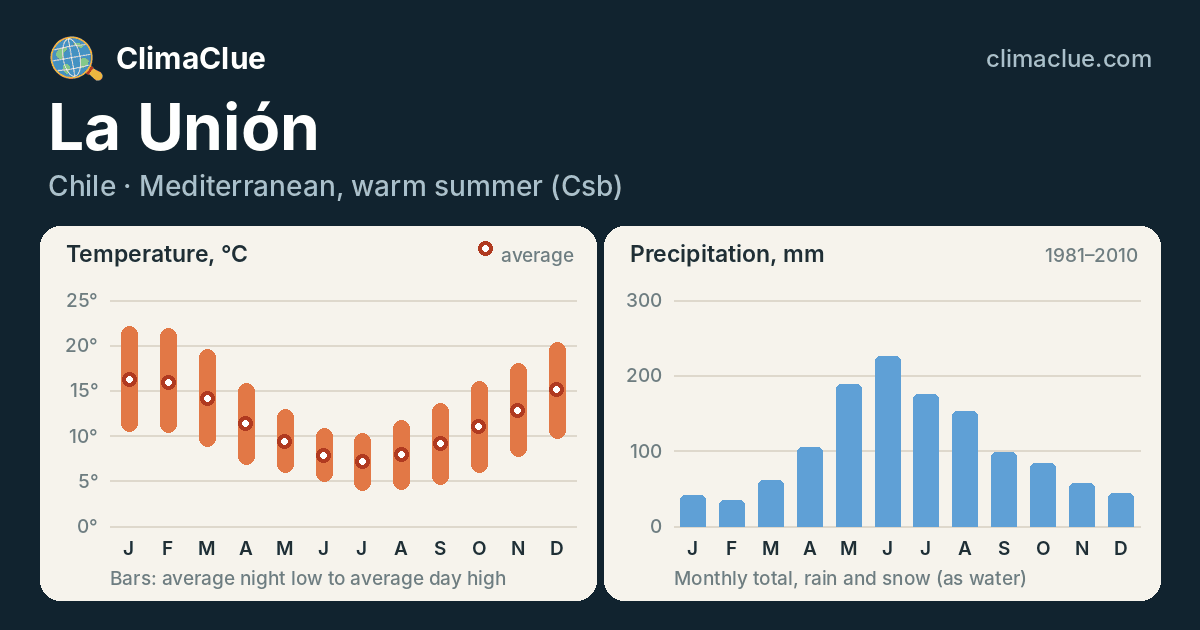 ClimaClue
climaclue.com
La Unión
Chile · Mediterranean, warm summer (Csb)
Temperature, °C
average
25°
20°
15°
10°
5°
0°
J F M A M J J A S O N D
Bars: average night low to average day high
Precipitation, mm
1981–2010
300
200
100
0
J F M A M J J A S O N D
Monthly total, rain and snow (as water)